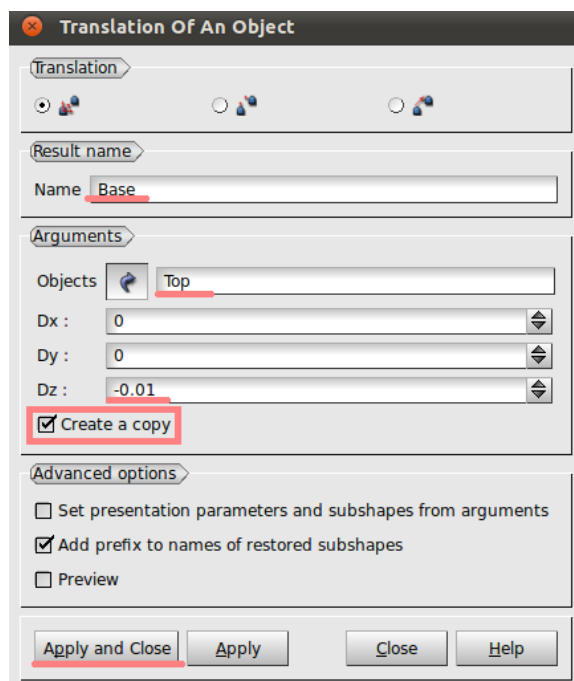 Translation Of An Object
Translation
Result name
Name Base
Arguments
Objects Top
Dx : 0
Dy : 0
Dz : -0.01
Create a copy
Advanced options
Set presentation parameters and subshapes from arguments
Add prefix to names of restored subshapes
Preview
Apply and Close Apply Close Help